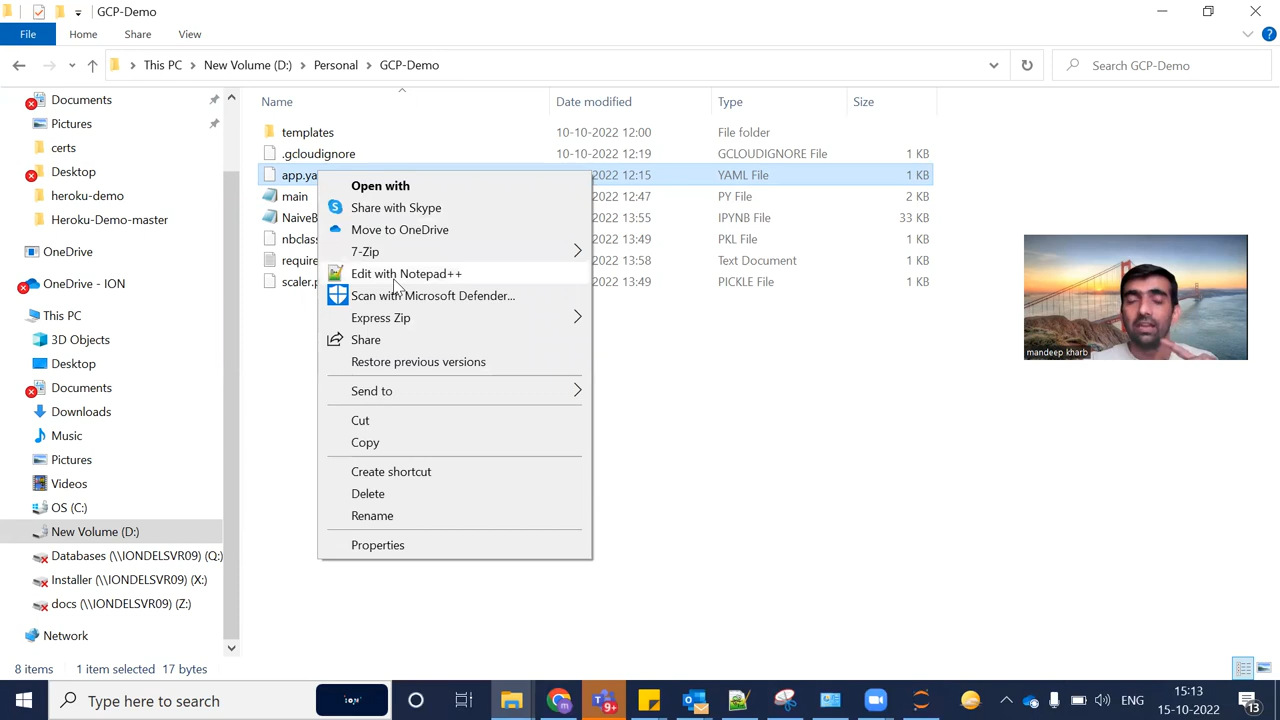 GCP-Demo
File
Home
Share
View
This PC
New Volume (D:)
Personal
GCP-Demo
Search GCP-Demo
Documents
Pictures
certs
Desktop
heroku-demo
Heroku-Demo-master
OneDrive
OneDrive - ION
This PC
3D Objects
Desktop
Documents
Downloads
Music
Pictures
Videos
OS (C:)
New Volume (D:)
Databases (\\IONDELSVR09) (Q:)
Installer (\\IONDELSVR09) (X:)
docs (\\IONDELSVR09) (Z:)
Network
Name Date modified Type Size
templates 10-10-2022 12:00 File folder
.gcloudignore 10-10-2022 12:19 GCLOUDIGNORE File 1 KB
app.ya 2022 12:15 YAML File 1 KB
main 2022 12:47 PY File 2 KB
NaiveB 2022 13:55 IPYNB File 33 KB
nbclass 2022 13:49 PKL File 1 KB
require 2022 13:58 Text Document 1 KB
scaler.p 2022 13:49 PICKLE File 1 KB
Open with
Share with Skype
Move to OneDrive
7-Zip
Edit with Notepad++
Scan with Microsoft Defender...
Express Zip
Share
Restore previous versions
Send to
Cut
Copy
Create shortcut
Delete
Rename
Properties
mandeep kharb
8 items 1 item selected 17 bytes
Type here to search
ION
9+
ENG
15:13
15-10-2022
13